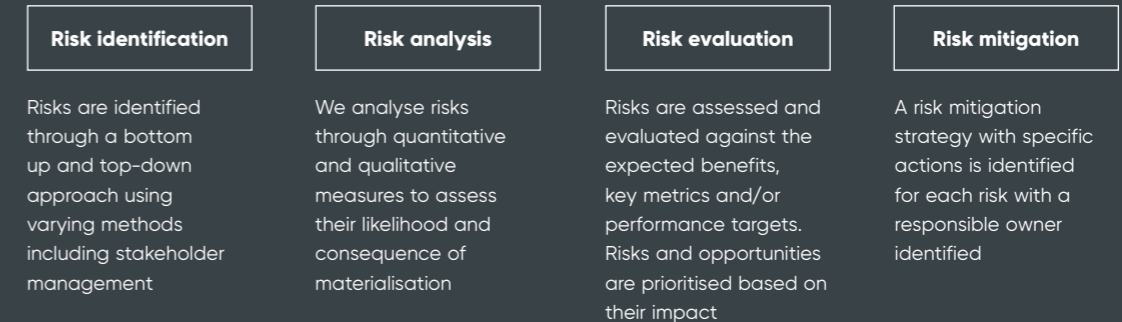 Risk identification
Risks are identified
through a bottom
up and top-down
approach using
varying methods
including stakeholder
management
Risk analysis
We analyse risks
through quantitative
and qualitative
measures to assess
their likelihood and
consequence of
materialisation
Risk evaluation
Risks are assessed and
evaluated against the
expected benefits,
key metrics and/or
performance targets.
Risks and opportunities
are prioritised based on
their impact
Risk mitigation
A risk mitigation
strategy with specific
actions is identified
for each risk with a
responsible owner
identified